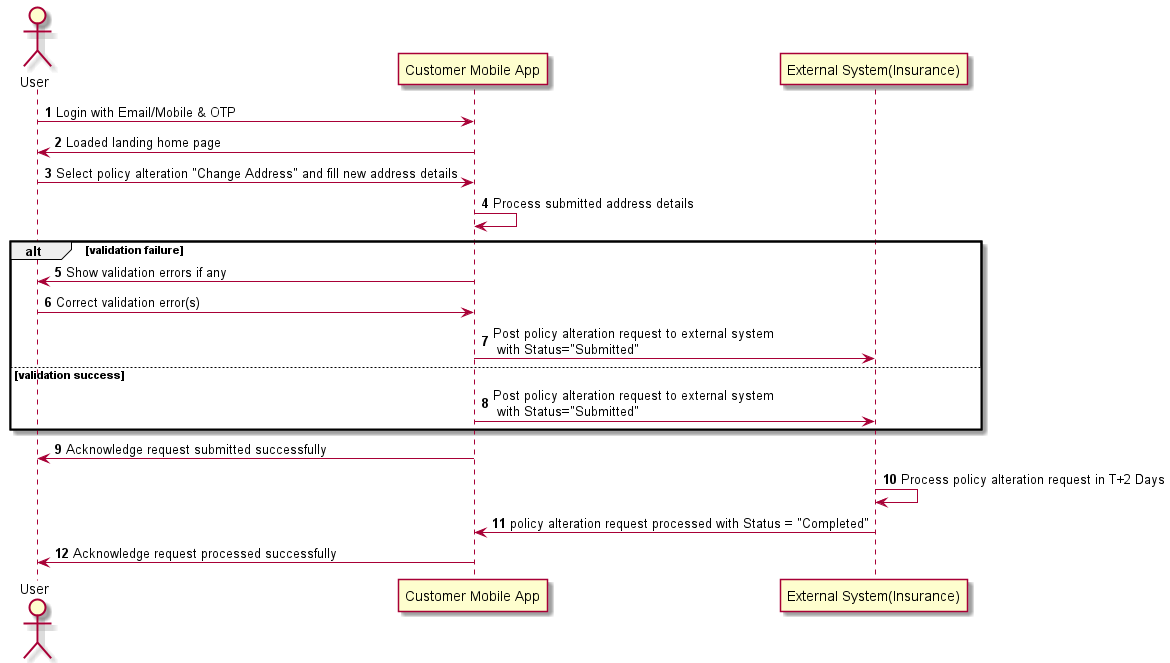 User
Customer Mobile App
External System(Insurance)
1 Login with Email/Mobile & OTP
2 Loaded landing home page
3 Select policy alteration "Change Address" and fill new address details
4 Process submitted address details
alt [validation failure]
5 Show validation errors if any
6 Correct validation error(s)
7 Post policy alteration request to external system
with Status="Submitted"
[validation success]
8 Post policy alteration request to external system
with Status="Submitted"
9 Acknowledge request submitted successfully
10 Process policy alteration request in T+2 Days
11 policy alteration request processed with Status = "Completed"
12 Acknowledge request processed successfully
User
Customer Mobile App
External System(Insurance)